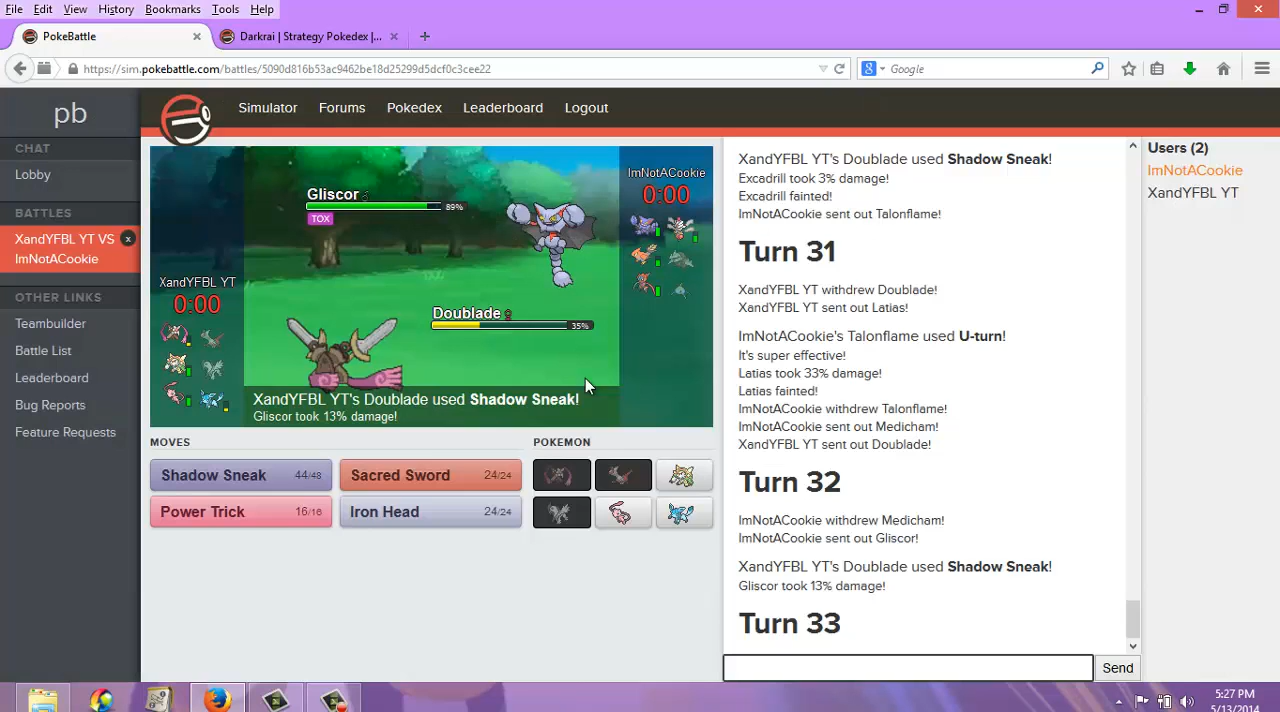 File Edit View History Bookmarks Tools Help
PokeBattle
Darkrai | Strategy Pokedex |...
https://sim.pokebattle.com/battles/5090d816b53ac9462be18d25299d5dcf0c3cee22
Google
pb
Simulator Forums Pokedex Leaderboard Logout
CHAT
Lobby
BATTLES
XandYFBL YT VS
ImNotACookie
OTHER LINKS
Teambuilder
Battle List
Leaderboard
Bug Reports
Feature Requests
XandYFBL YT
0:00
Gliscor
89%
TOX
Doublade
35%
ImNotACookie
0:00
XandYFBL YT's Doublade used Shadow Sneak!
Gliscor took 13% damage!
MOVES
Shadow Sneak 44/48
Sacred Sword 24/24
Power Trick 16/16
Iron Head 24/24
POKEMON
XandYFBL YT's Doublade used Shadow Sneak!
Excadrill took 3% damage!
Excadrill fainted!
ImNotACookie sent out Talonflame!
Turn 31
XandYFBL YT withdrew Doublade!
XandYFBL YT sent out Latias!
ImNotACookie's Talonflame used U-turn!
It's super effective!
Latias took 33% damage!
Latias fainted!
ImNotACookie withdrew Talonflame!
ImNotACookie sent out Medicham!
XandYFBL YT sent out Doublade!
Turn 32
ImNotACookie withdrew Medicham!
ImNotACookie sent out Gliscor!
XandYFBL YT's Doublade used Shadow Sneak!
Gliscor took 13% damage!
Turn 33
Send
Users (2)
ImNotACookie
XandYFBL YT
5:27 PM
5/13/2014